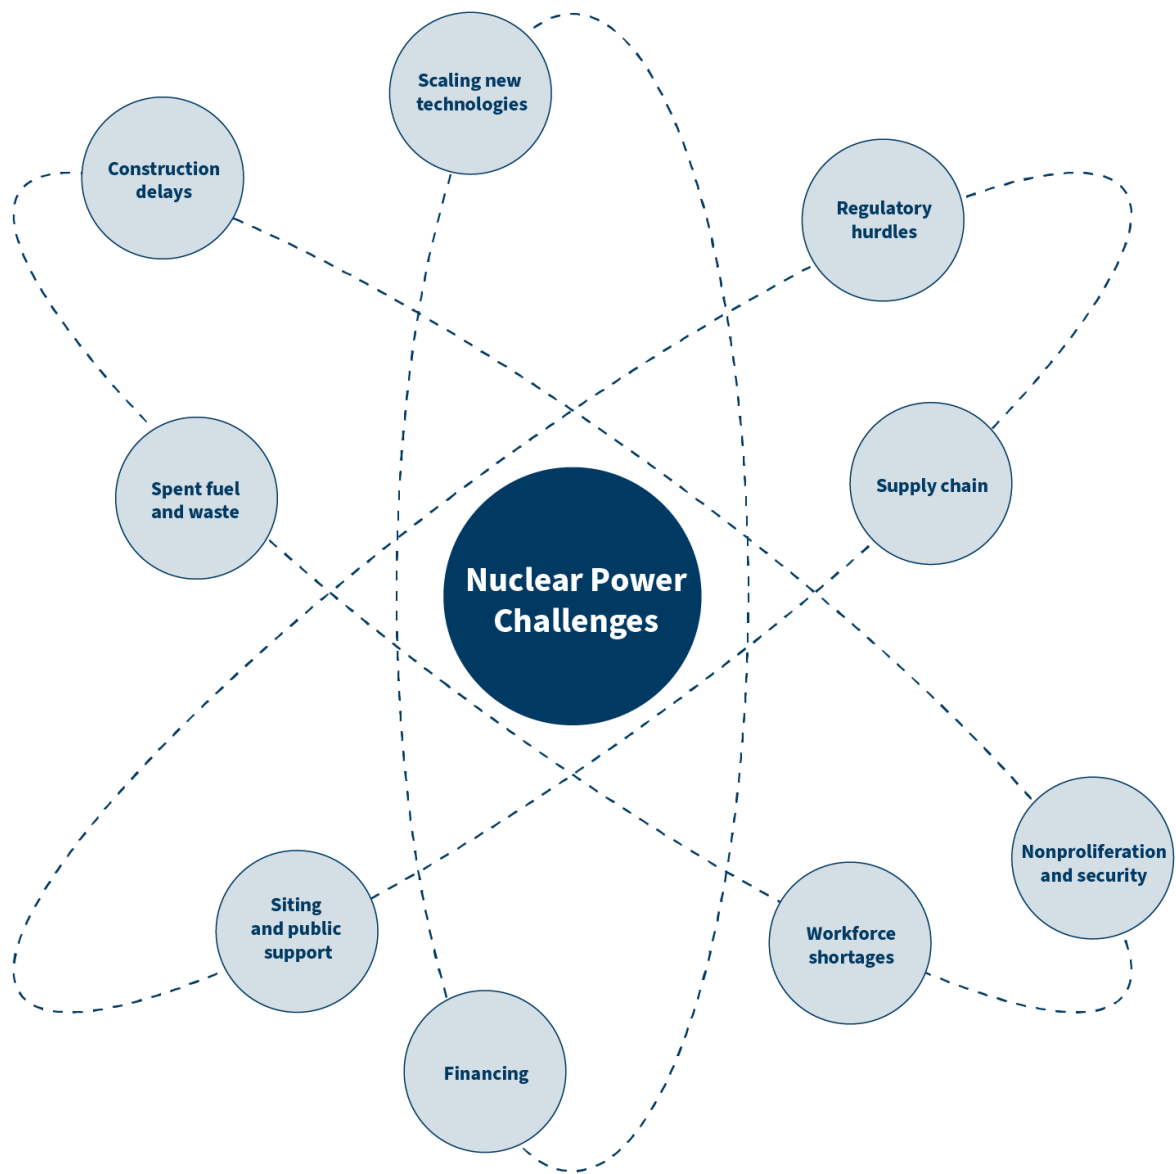 Scaling new
technologies
Construction
delays
Regulatory
hurdles
Spent fuel
and waste
Supply chain
Nuclear Power
Challenges
Nonproliferation
and security
Siting
and public
support
Workforce
shortages
Financing